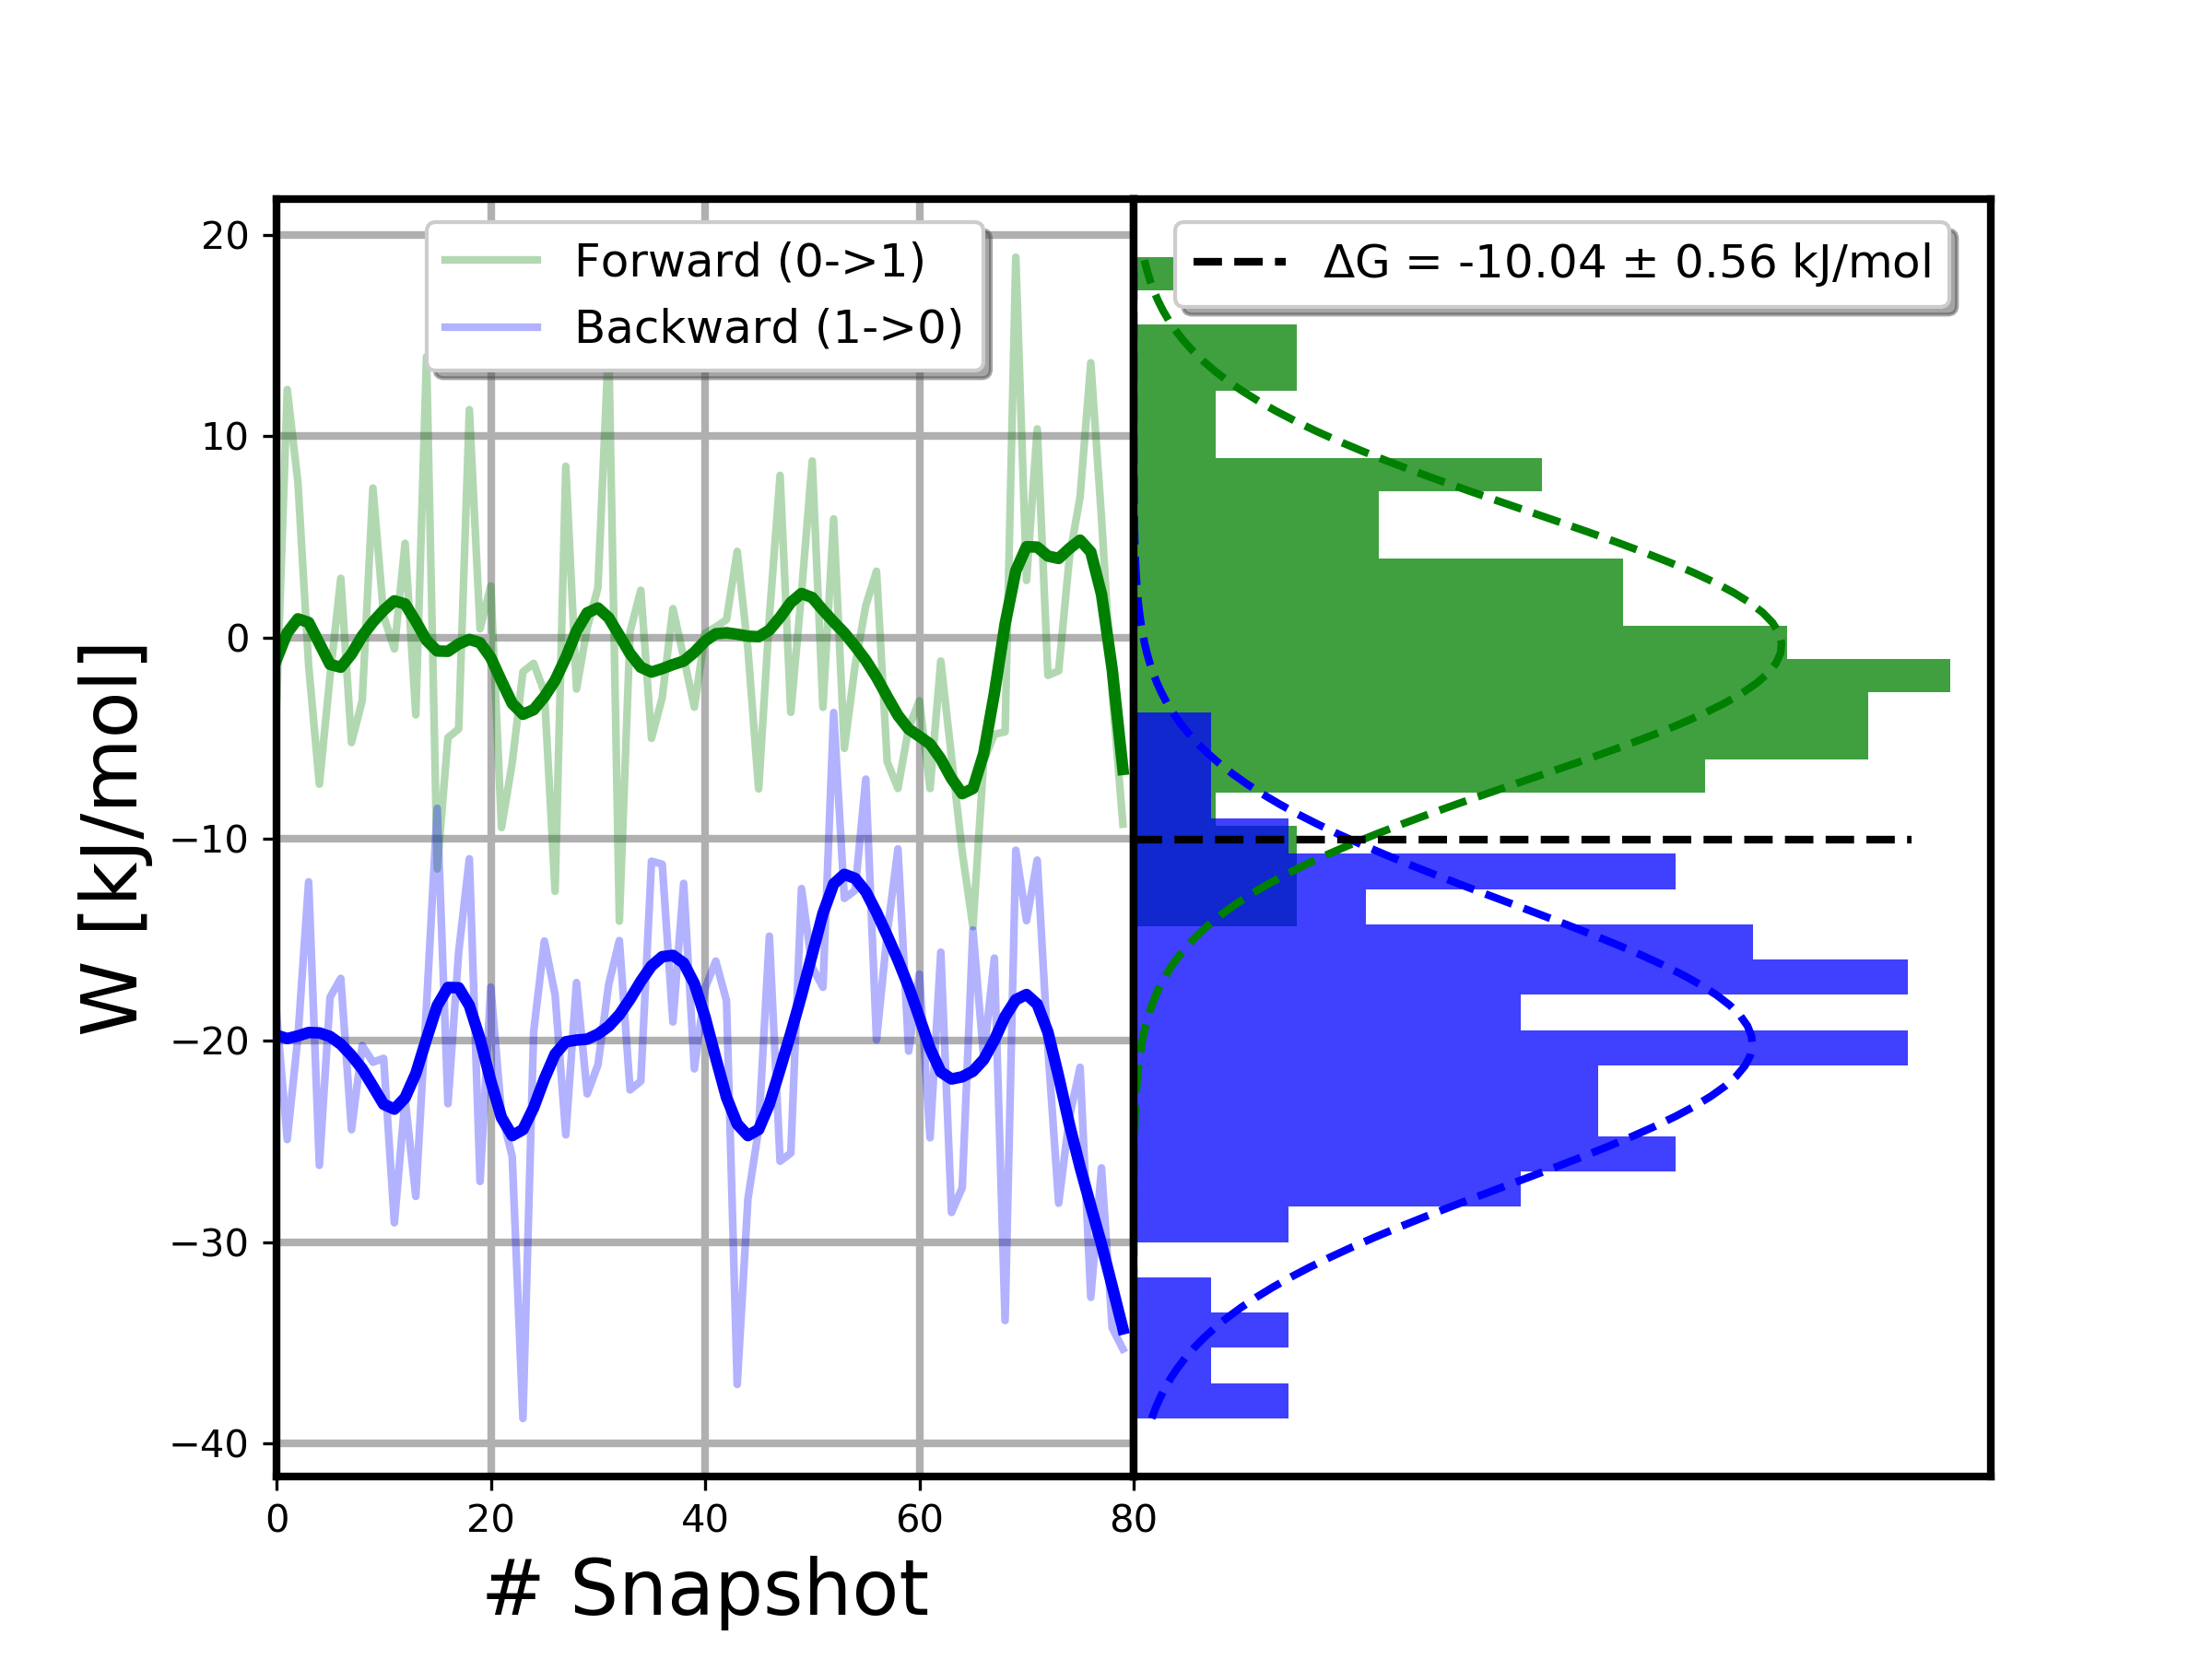 Forward (0->1)
Backward (1->0)
ΔG = -10.04 ± 0.56 kJ/mol
20
10
0
−10
−20
−30
−40
W [kJ/mol]
0 20 40 60 80
# Snapshot